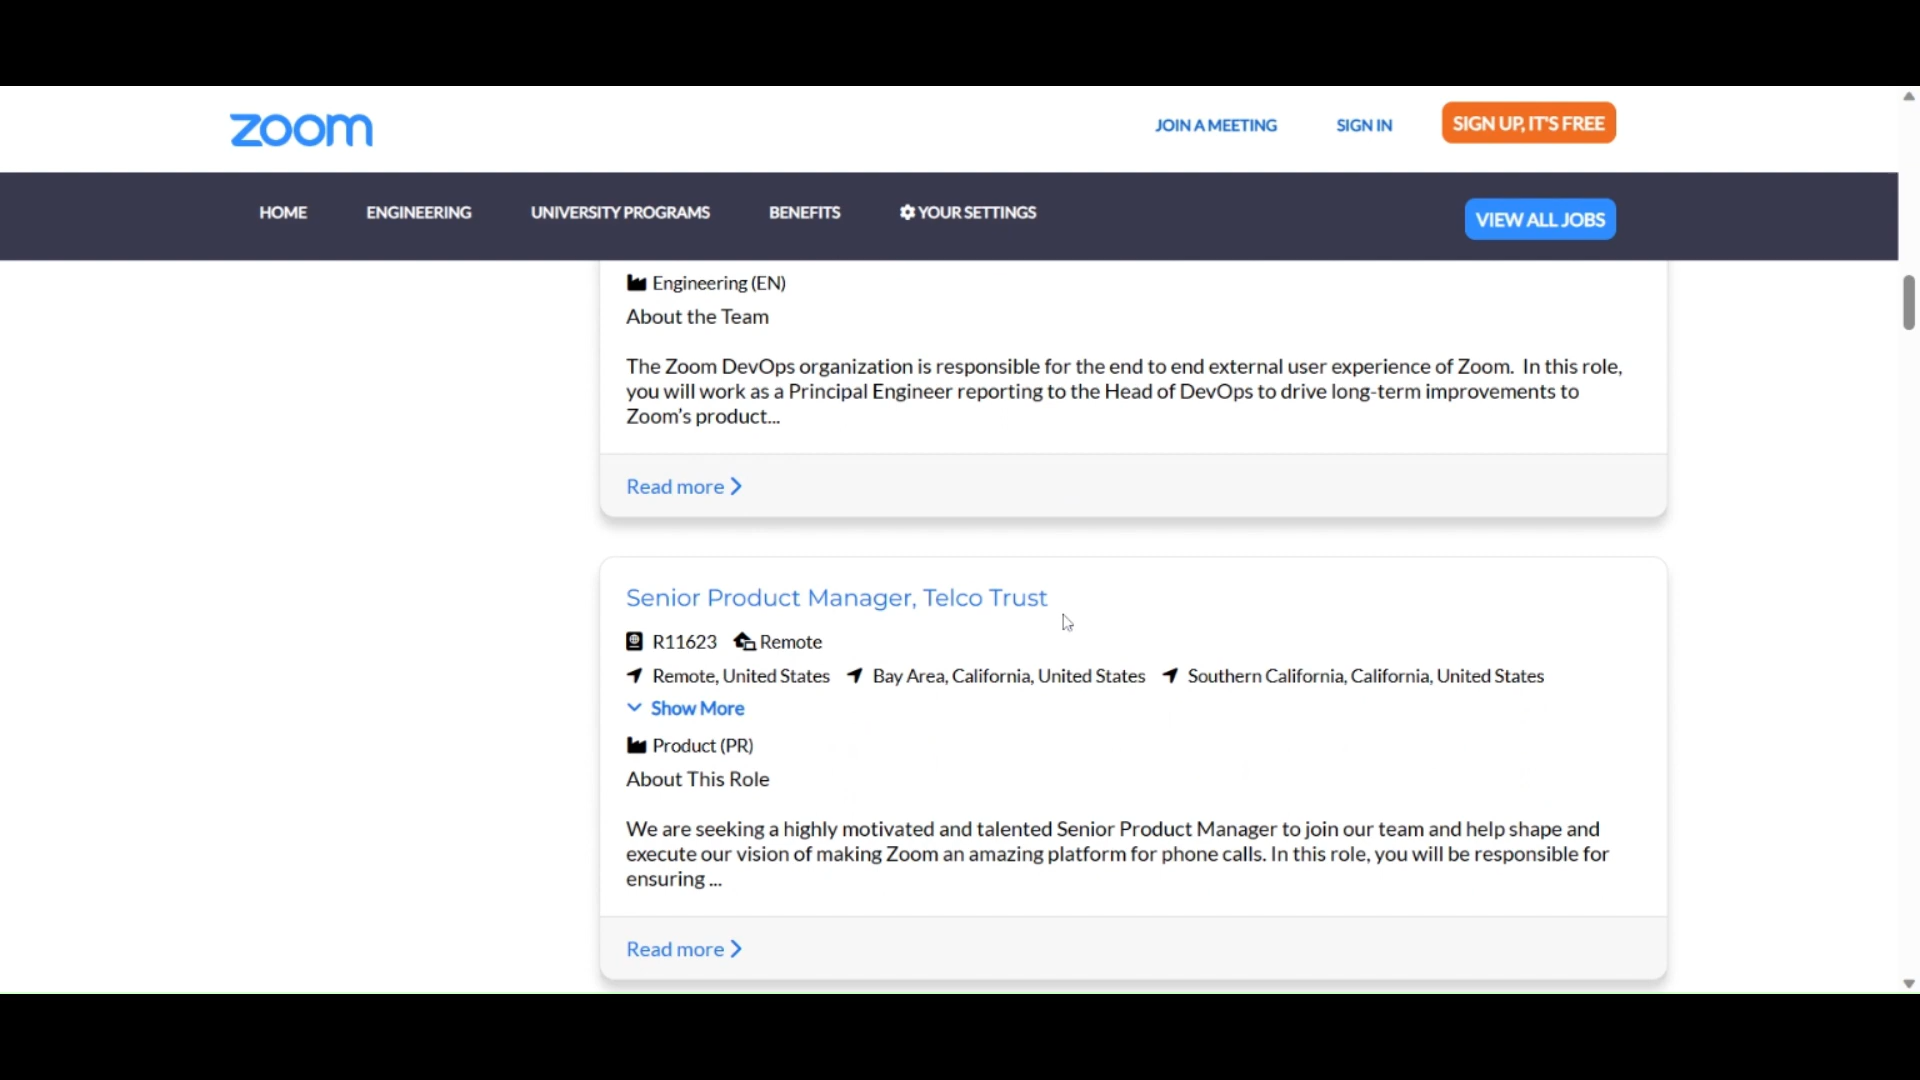 zoom
JOIN A MEETING
SIGN IN
SIGN UP, IT'S FREE
HOME
ENGINEERING
UNIVERSITY PROGRAMS
BENEFITS
YOUR SETTINGS
VIEW ALL JOBS
Engineering (EN)
About the Team
The Zoom DevOps organization is responsible for the end to end external user experience of Zoom. In this role,
you will work as a Principal Engineer reporting to the Head of DevOps to drive long-term improvements to
Zoom's product...
Read more
Senior Product Manager, Telco Trust
R11623 Remote
Remote, United States Bay Area, California, United States Southern California, California, United States
Show More
Product (PR)
About This Role
We are seeking a highly motivated and talented Senior Product Manager to join our team and help shape and
execute our vision of making Zoom an amazing platform for phone calls. In this role, you will be responsible for
ensuring ...
Read more